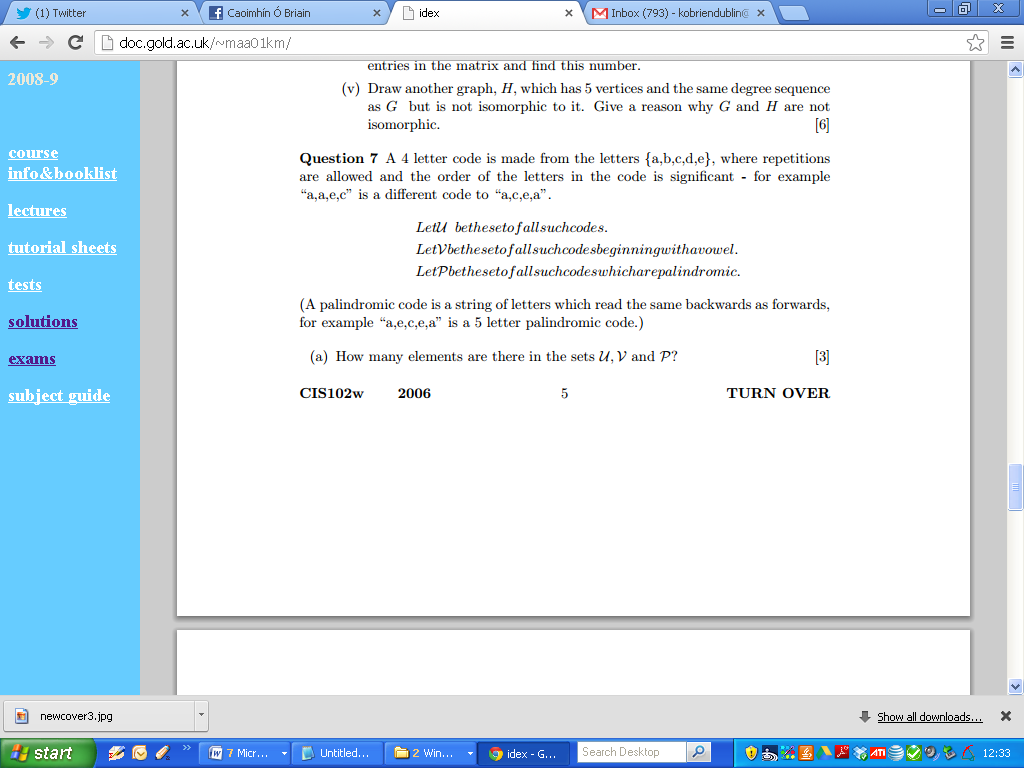 (1) Twitter
Caoimhín Ó Briain
idex
Inbox (793) - kobriendublin@
doc.gold.ac.uk/~maa01km/
2008-9
course
info&booklist
lectures
tutorial sheets
tests
solutions
exams
subject guide
entries in the matrix and find this number.
(v) Draw another graph, H, which has 5 vertices and the same degree sequence
as G but is not isomorphic to it. Give a reason why G and H are not
isomorphic. [6]
Question 7 A 4 letter code is made from the letters {a,b,c,d,e}, where repetitions
are allowed and the order of the letters in the code is significant - for example
“a,a,e,c” is a different code to “a,c,e,a”.
LetU bethesetofallsuchcodes.
LetVbethesetofallsuchcodesbeginningwithavowel.
LetPbethesetofallsuchcodeswhicharepalindromic.
(A palindromic code is a string of letters which read the same backwards as forwards,
for example “a,e,c,e,a” is a 5 letter palindromic code.)
(a) How many elements are there in the sets U, V and P? [3]
CIS102w 2006 5 TURN OVER
newcover3.jpg
Show all downloads...
start
7 Micr...
Untitled...
2 Win...
idex - G...
Search Desktop
12:33